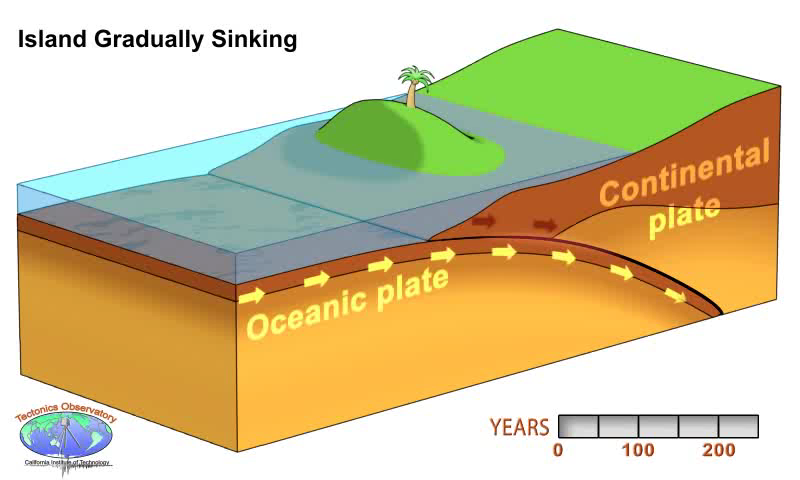 Island Gradually Sinking
Continental
plate
Oceanic plate
Tectonics Observatory
California Institute of Technology
YEARS
0 100 200